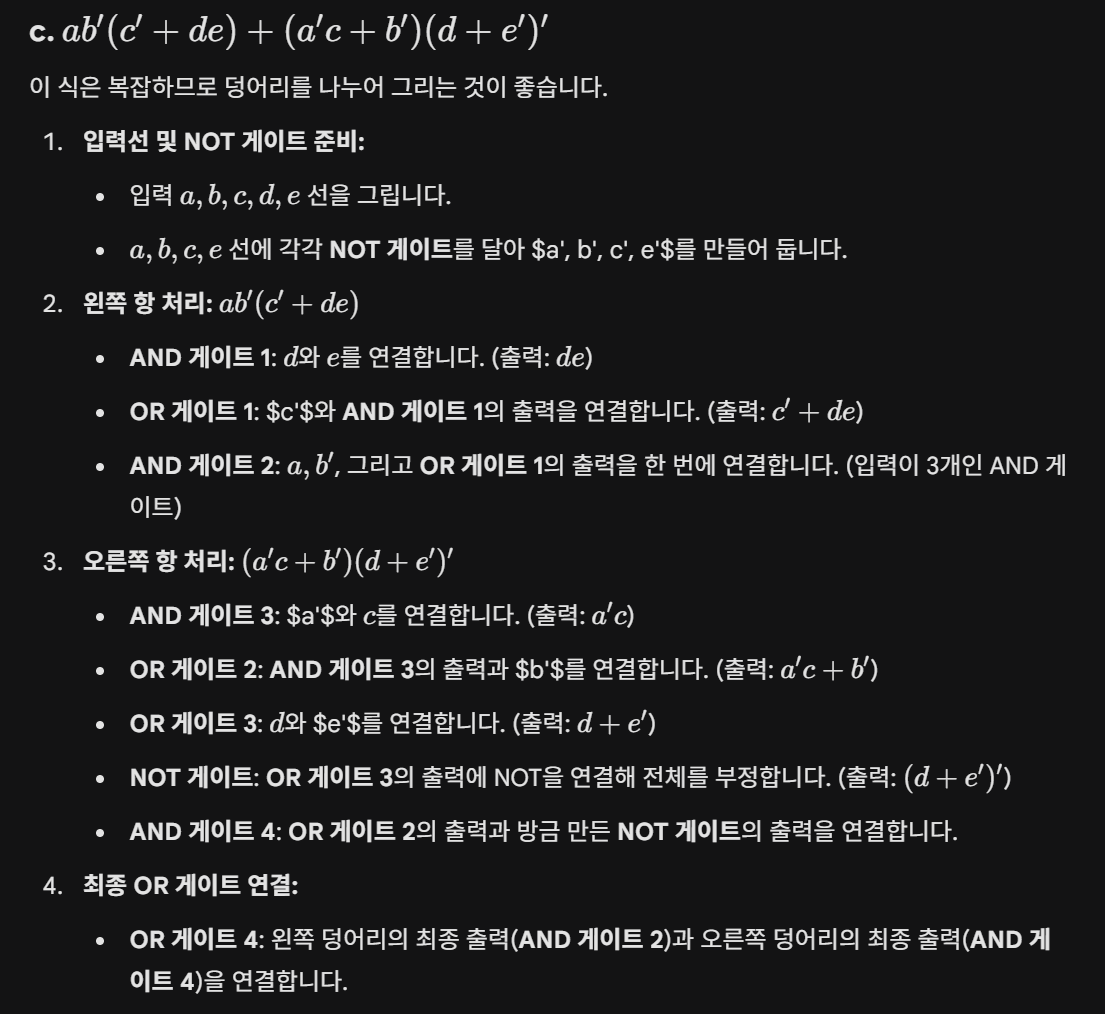 c. ab′(c′ + de) + (a′c + b′)(d + e′)′
이 식은 복잡하므로 덩어리를 나누어 그리는 것이 좋습니다.
1. 입력선 및 NOT 게이트 준비:
• 입력 a, b, c, d, e 선을 그립니다.
• a, b, c, e 선에 각각 NOT 게이트를 달아 $a', b', c', e'$를 만들어 둡니다.
2. 왼쪽 항 처리: ab′(c′ + de)
• AND 게이트 1: d와 e를 연결합니다. (출력: de)
• OR 게이트 1: $c'$와 AND 게이트 1의 출력을 연결합니다. (출력: c′ + de)
• AND 게이트 2: a, b′, 그리고 OR 게이트 1의 출력을 한 번에 연결합니다. (입력이 3개인 AND 게
이트)
3. 오른쪽 항 처리: (a′c + b′)(d + e′)′
• AND 게이트 3: $a'$와 c를 연결합니다. (출력: a′c)
• OR 게이트 2: AND 게이트 3의 출력과 $b'$를 연결합니다. (출력: a′c + b′)
• OR 게이트 3: d와 $e'$를 연결합니다. (출력: d + e′)
• NOT 게이트: OR 게이트 3의 출력에 NOT을 연결해 전체를 부정합니다. (출력: (d + e′)′)
• AND 게이트 4: OR 게이트 2의 출력과 방금 만든 NOT 게이트의 출력을 연결합니다.
4. 최종 OR 게이트 연결:
• OR 게이트 4: 왼쪽 덩어리의 최종 출력(AND 게이트 2)과 오른쪽 덩어리의 최종 출력(AND 게
이트 4)을 연결합니다.